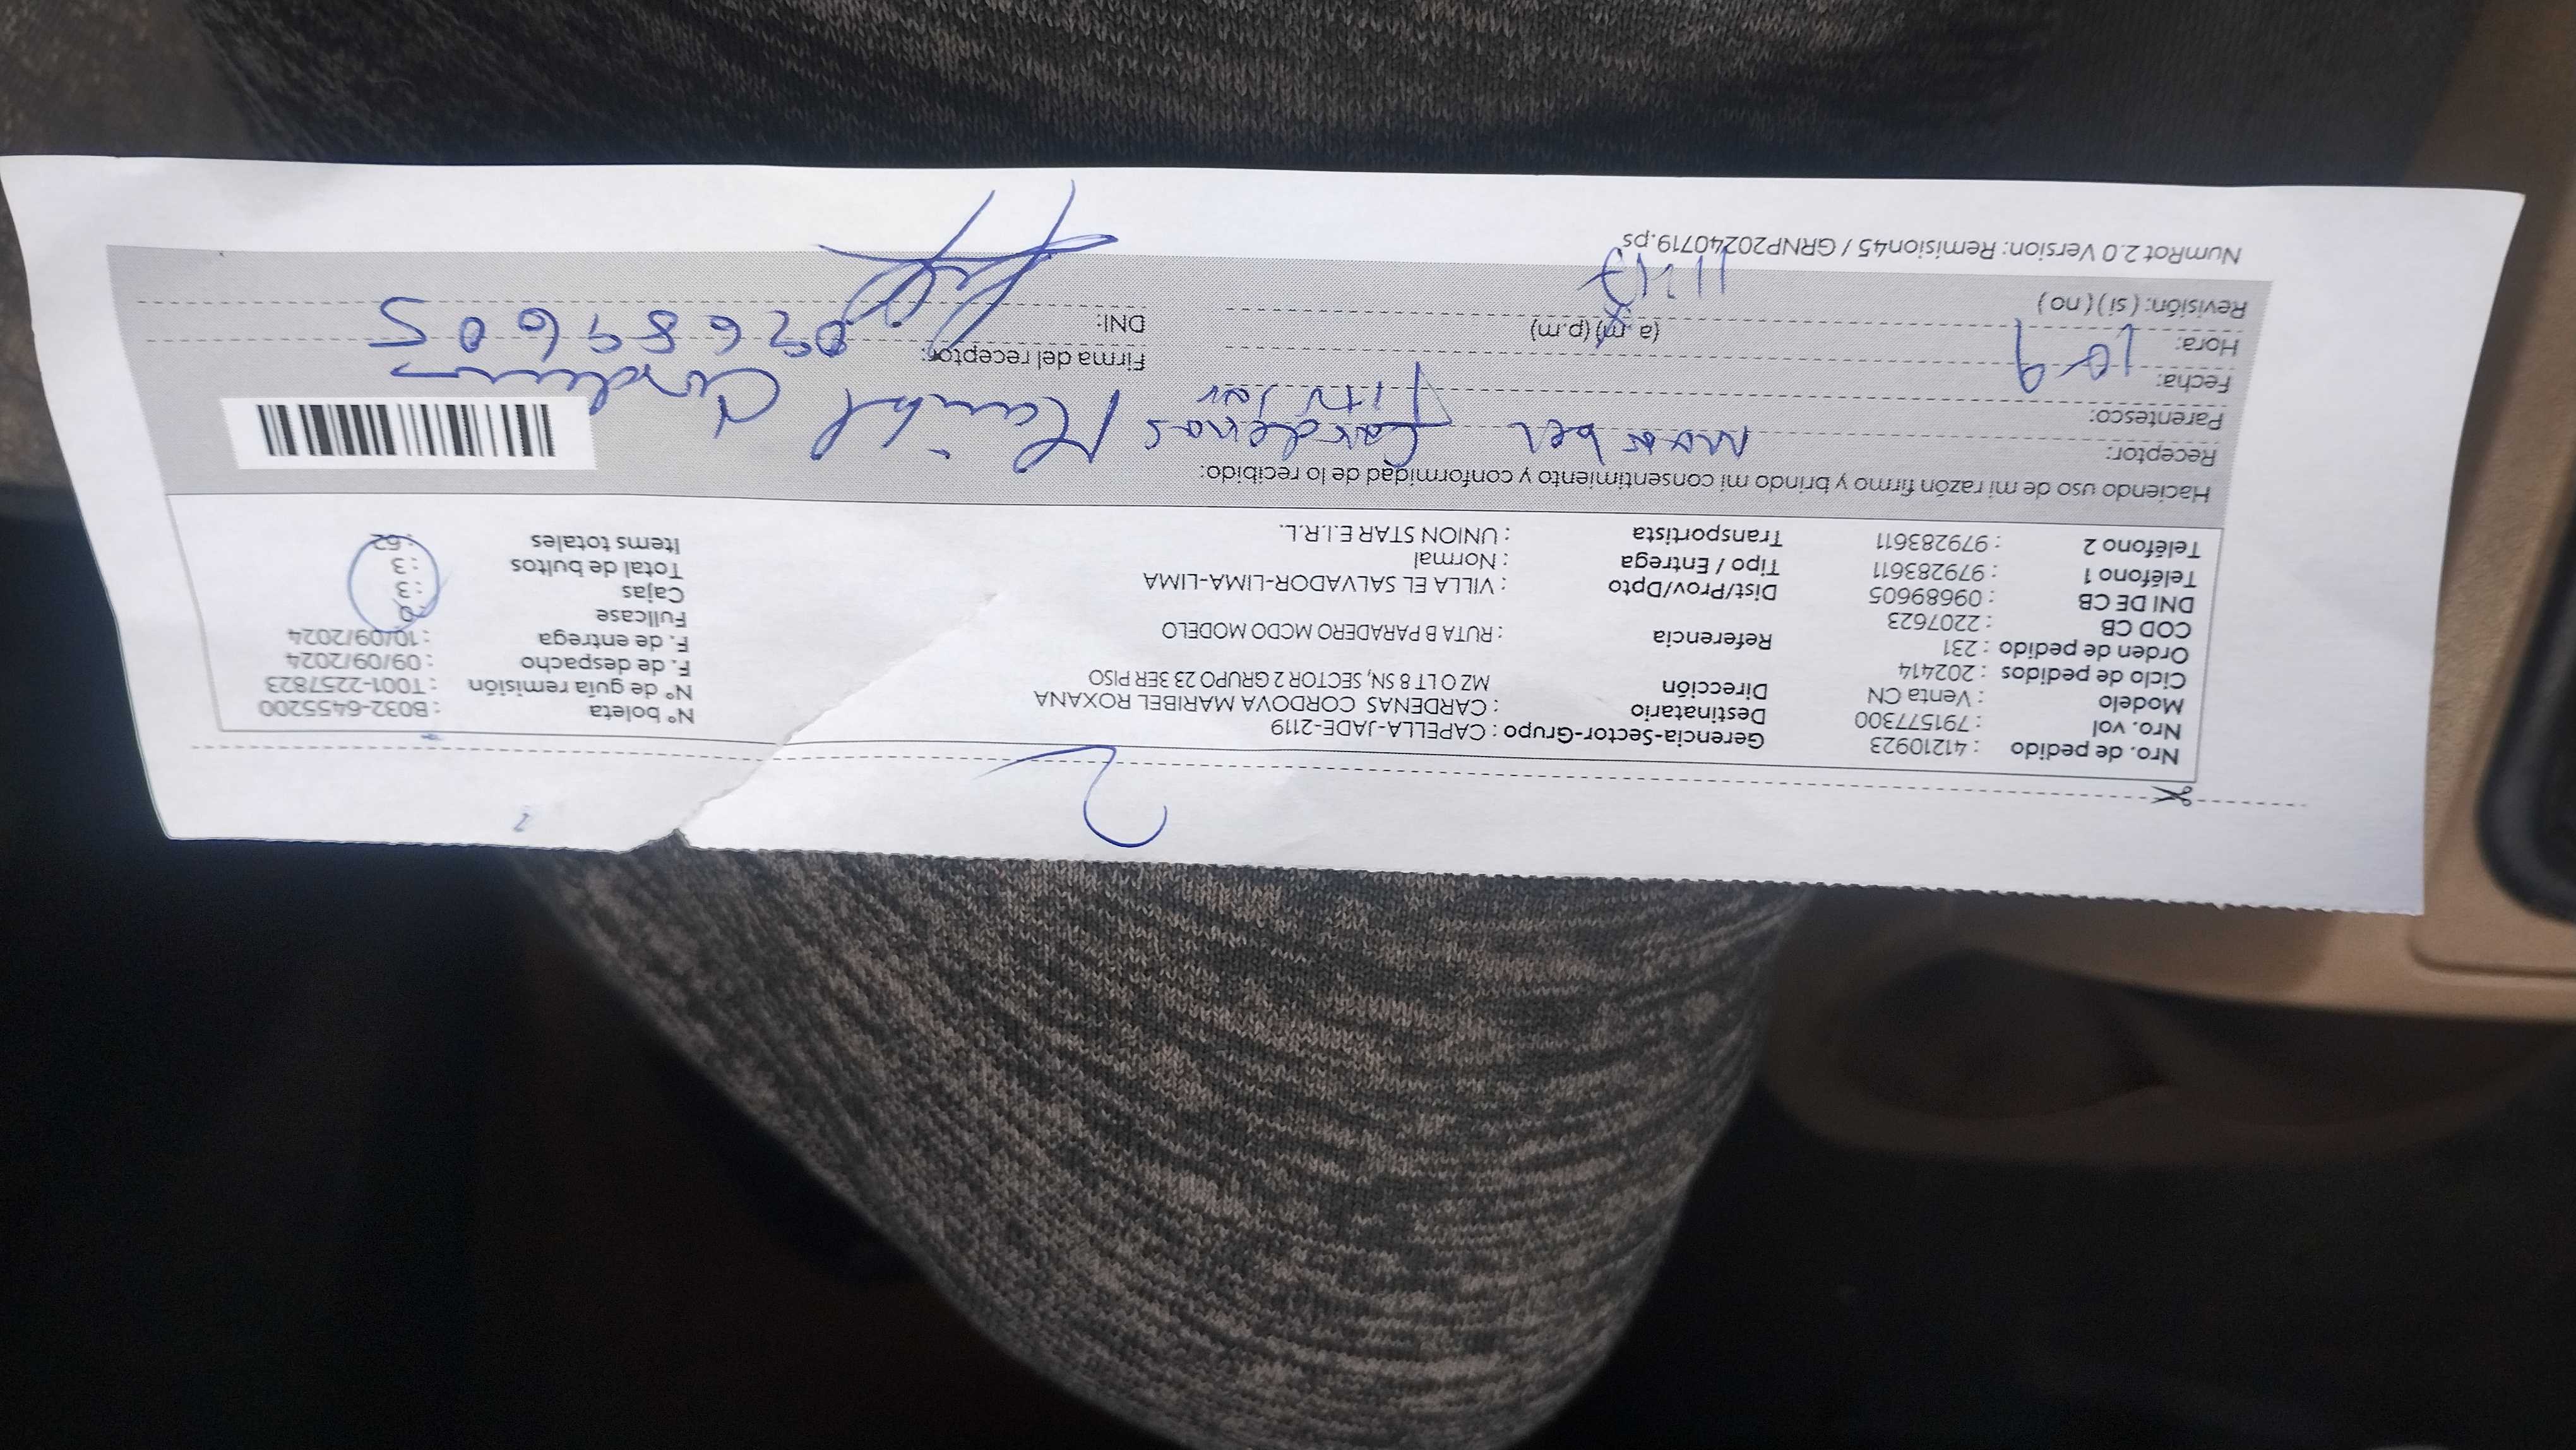 2
Nro. de pedido : 41210923 Gerencia-Sector-Grupo : CAPELLA-JADE-2119 N° boleta : B032-6455200
Nro. vol : 791577300 Destinatario : CARDENAS CORDOVA MARIBEL ROXANA N° de guía remisión : T001-2257823
Modelo : Venta CN Dirección MZ O LT 8 SN, SECTOR 2 GRUPO 23 3ER PISO F. de despacho : 09/09/2024
Ciclo de pedidos : 202414 Referencia : RUTA B PARADERO MCDO MODELO F. de entrega : 10/09/2024
Orden de pedido : 231 Dist/Prov/Dpto : VILLA EL SALVADOR-LIMA-LIMA Fullcase : 0
COD CB : 2207623 Tipo / Entrega : Normal Cajas : 3
DNI DE CB : 09689605 Transportista : UNION STAR E.I.R.L. Total de bultos : 3
Teléfono 1 : 979283611 Items totales : 62
Teléfono 2 : 979283611
Haciendo uso de mi razón firmo y brindo mi consentimiento y conformidad de lo recibido:
Receptor: Cardenas
Parentesco: Titular
Fecha: 10-9
Hora: (a.m) (p.m)
Revisión: ( si ) ( no )
Firma del receptor:
DNI: 09689605
NumRot 2.0 Version: Remision45 / GRNP20240719.ps